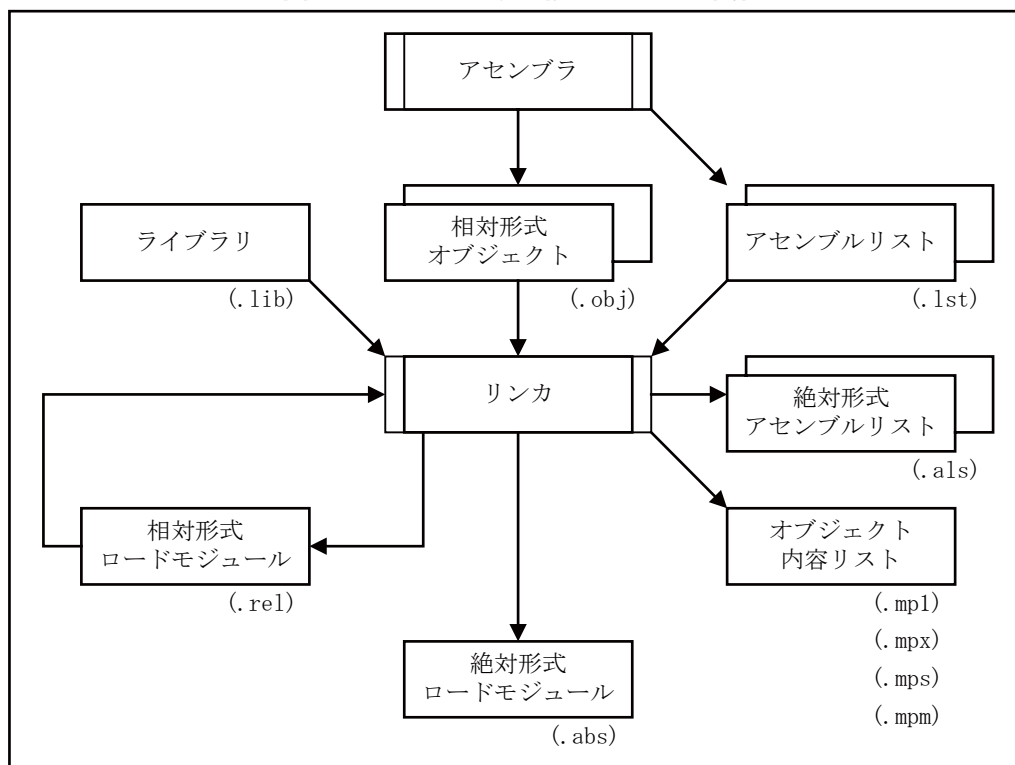 アセンブラ
ライブラリ
(.lib)
相対形式
オブジェクト
(.obj)
アセンブルリスト
(.lst)
リンカ
絶対形式
アセンブルリスト
(.als)
相対形式
ロードモジュール
(.rel)
オブジェクト
内容リスト
(.mp1)
(.mpx)
(.mps)
(.mpm)
絶対形式
ロードモジュール
(.abs)